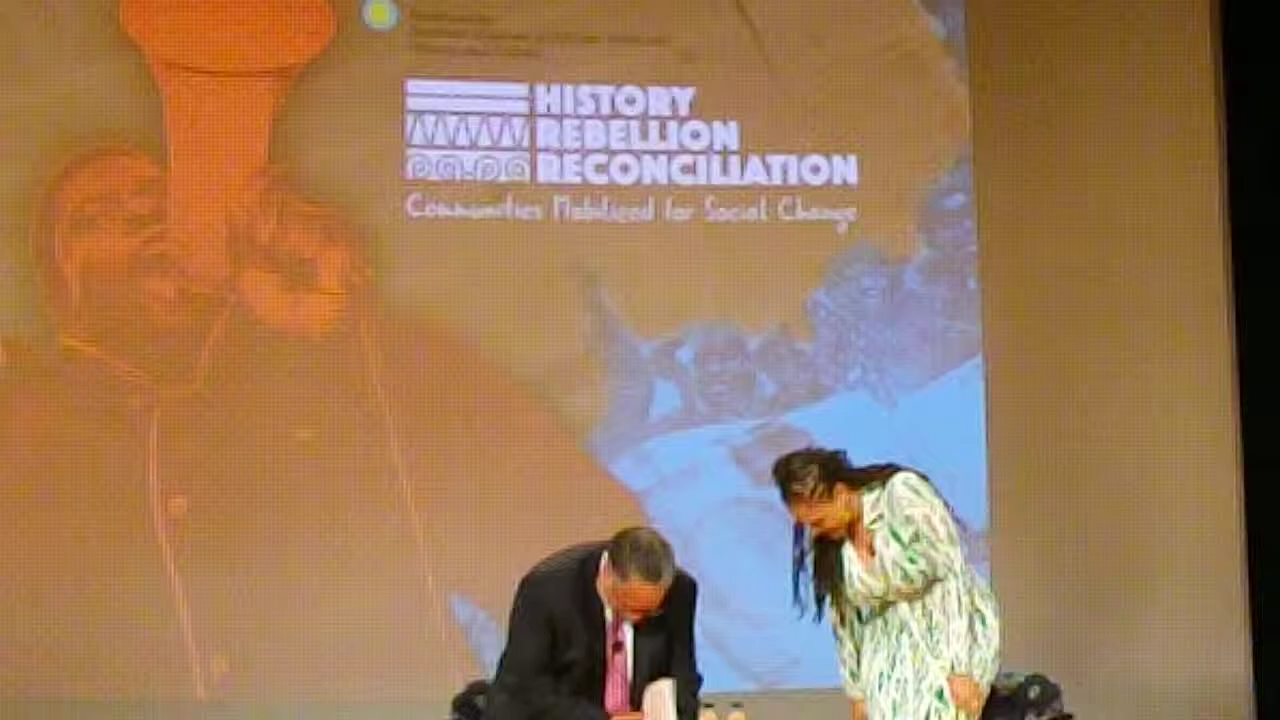 HISTORY
REBELLION
RECONCILIATION
Communities Mobilized for Social Change